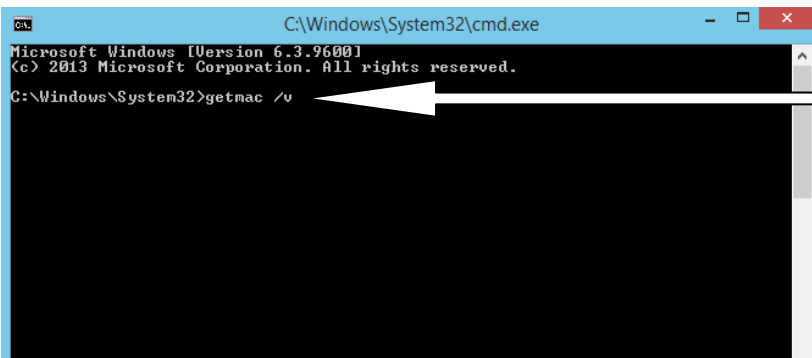 C:\Windows\System32\cmd.exe
Microsoft Windows [Version 6.3.9600]
(c) 2013 Microsoft Corporation. All rights reserved.
C:\Windows\System32>getmac /v